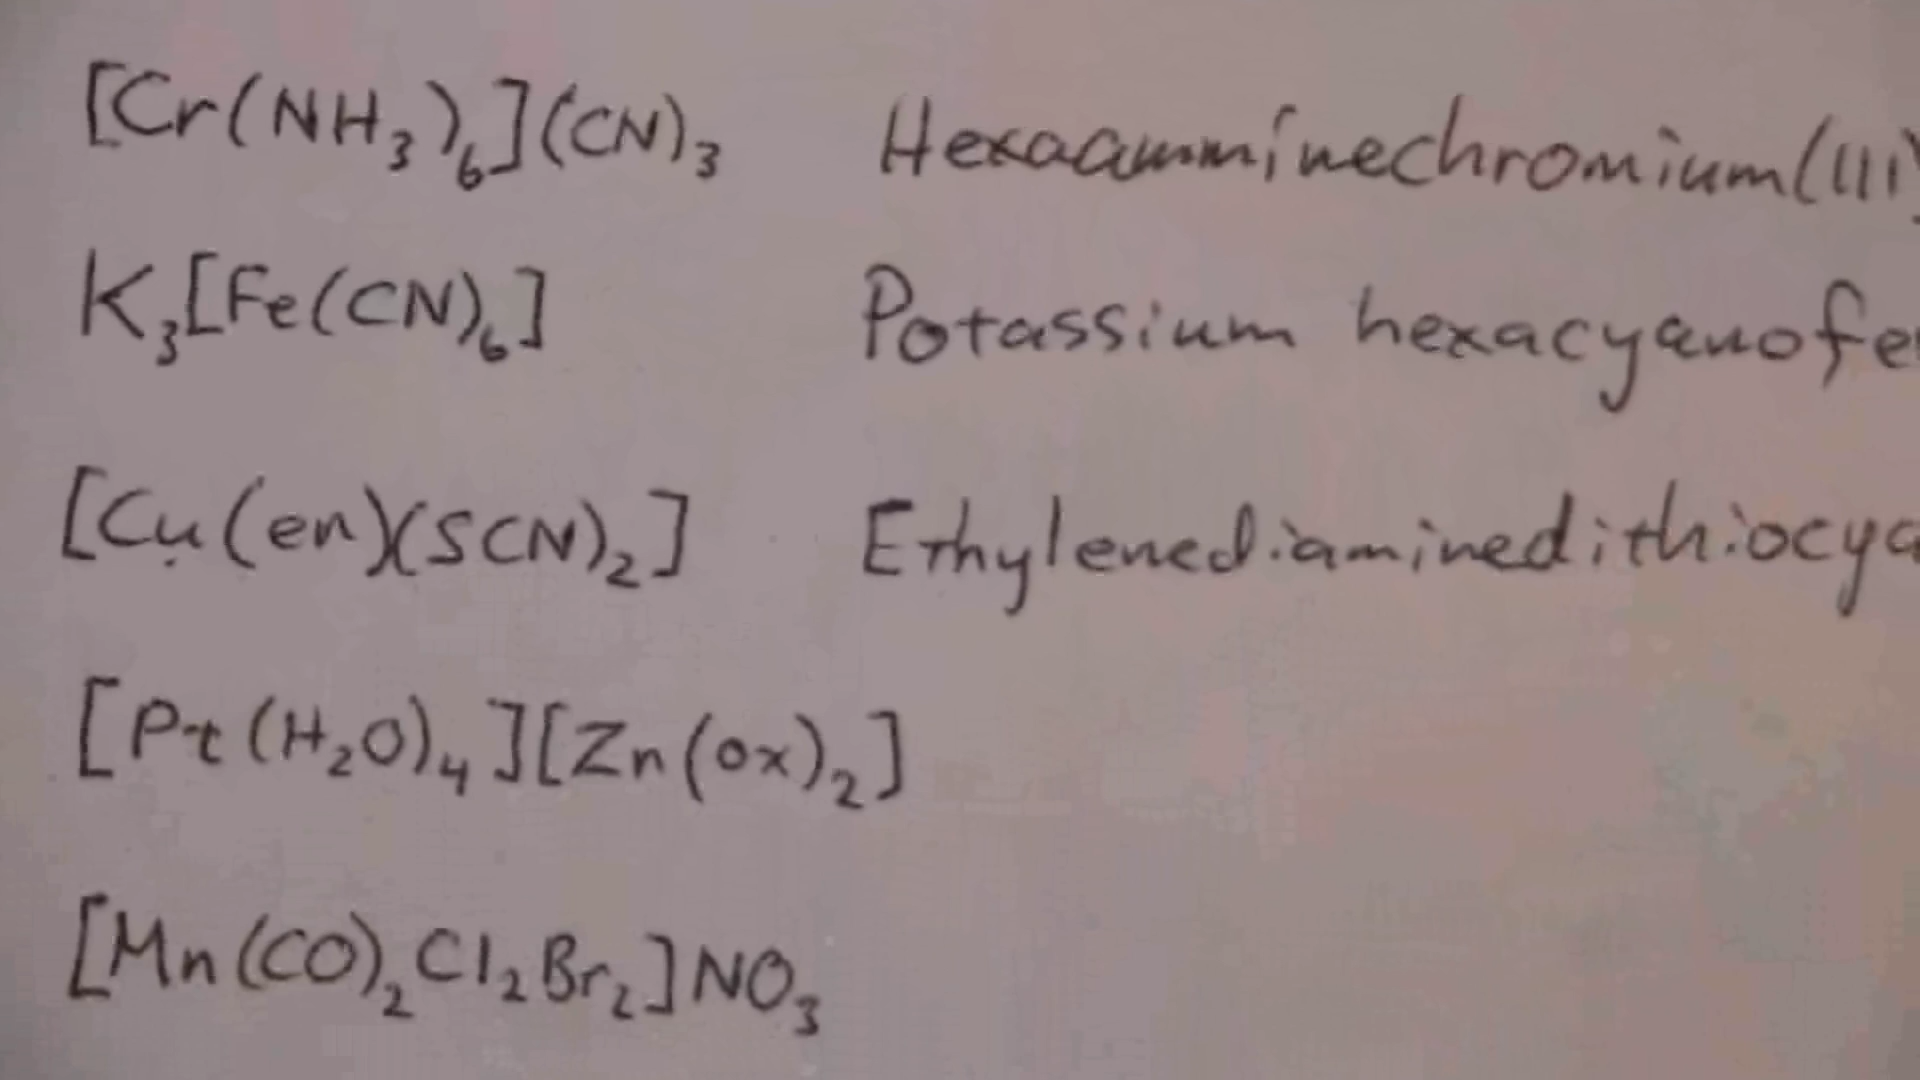 [Cr(NH₃)₆](CN)₃ Hexaamminechromium(III)
K₃[Fe(CN)₆] Potassium hexacyanofe
[Cu(en)(SCN)₂] Ethylenediaminedithiocya
[Pt(H₂O)₄][Zn(ox)₂]
[Mn(CO)₂Cl₂Br₂]NO₃